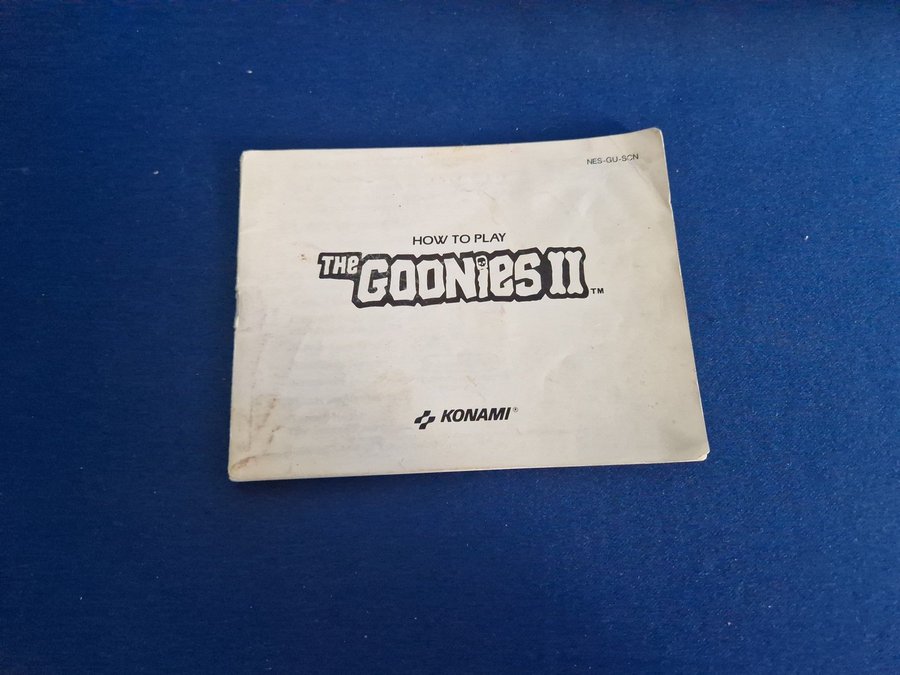 NES-GU-SCN
HOW TO PLAY
THE GOONIES II™
KONAMI®